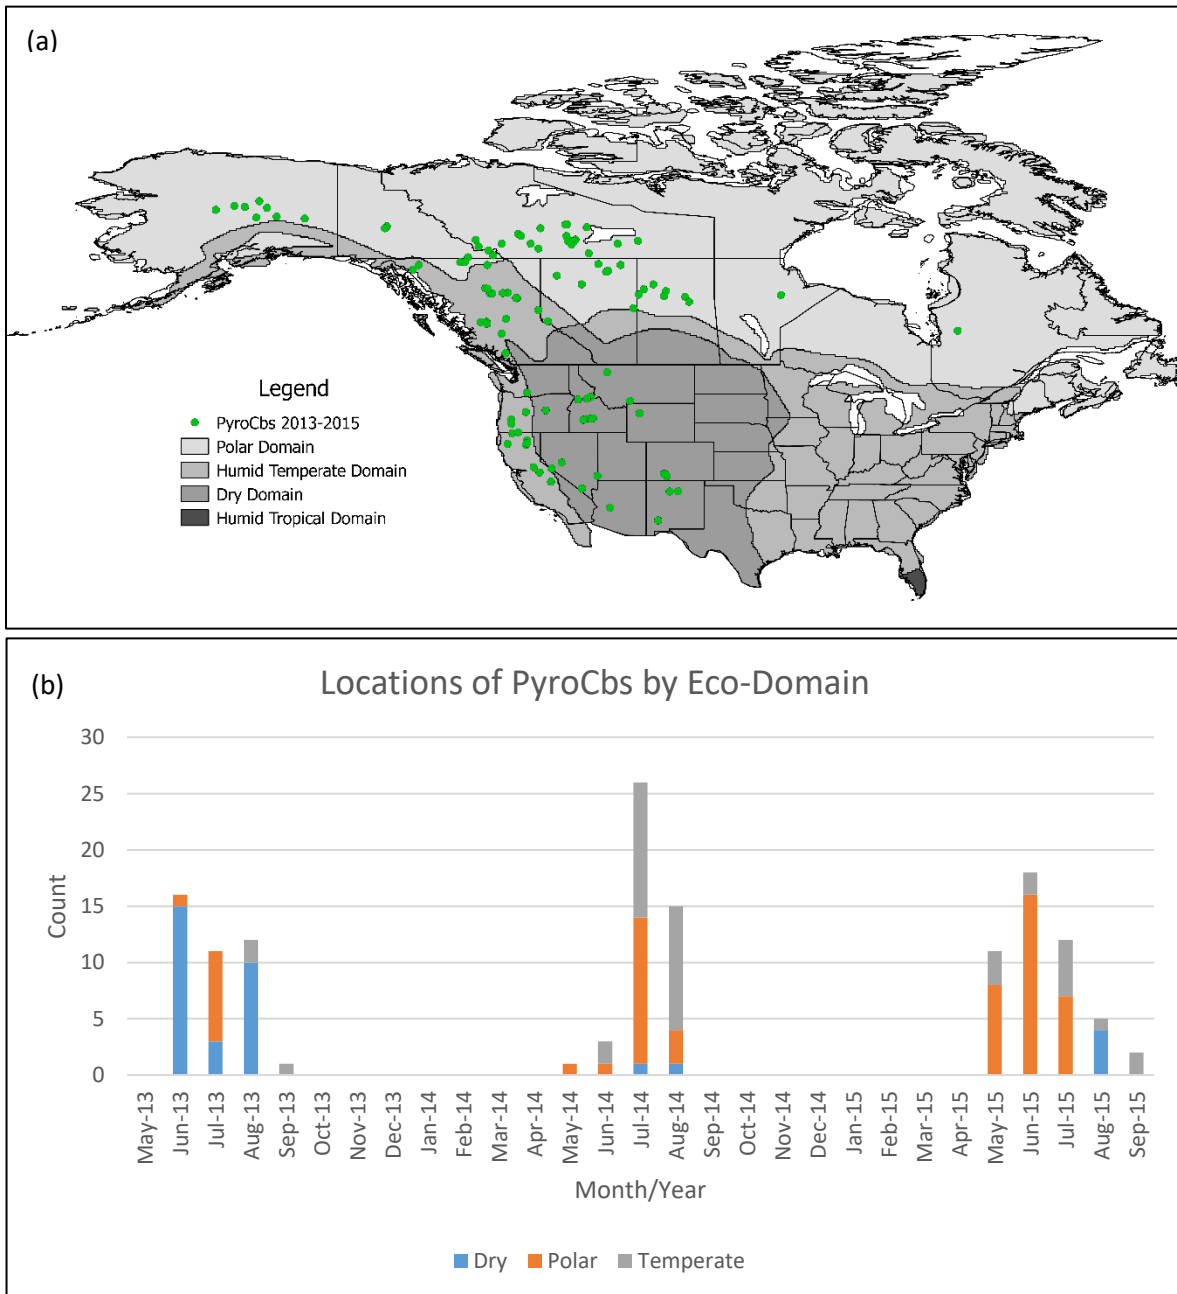 (a)
Legend
PyroCbs 2013-2015
Polar Domain
Humid Temperate Domain
Dry Domain
Humid Tropical Domain
(b)
Locations of PyroCbs by Eco-Domain
30
25
20
15
10
5
0
Count
May-13
Jun-13
Jul-13
Aug-13
Sep-13
Oct-13
Nov-13
Dec-13
Jan-14
Feb-14
Mar-14
Apr-14
May-14
Jun-14
Jul-14
Aug-14
Sep-14
Oct-14
Nov-14
Dec-14
Jan-15
Feb-15
Mar-15
Apr-15
May-15
Jun-15
Jul-15
Aug-15
Sep-15
Month/Year
Dry Polar Temperate